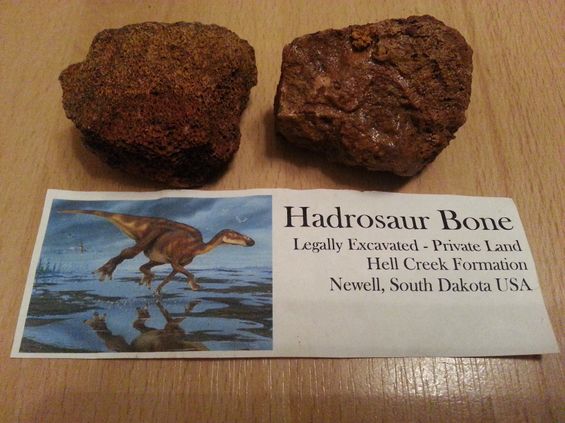 Hadrosaur Bone
Legally Excavated - Private Land
Hell Creek Formation
Newell, South Dakota USA